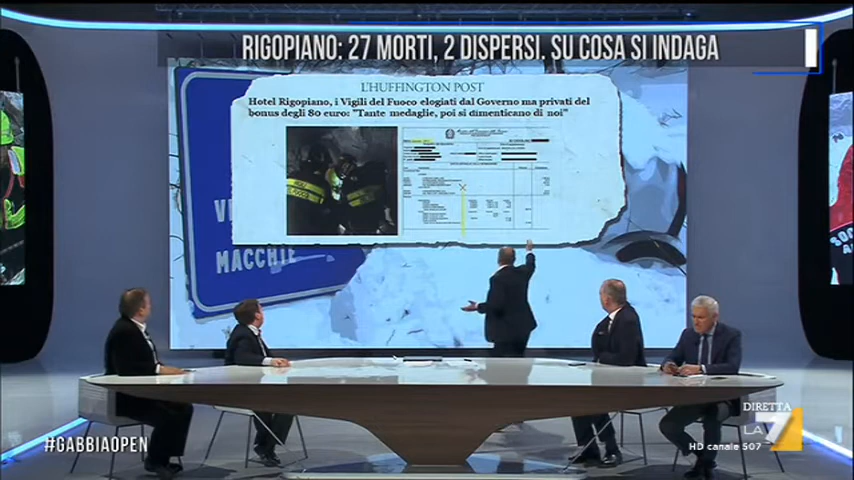 RIGOPIANO: 27 MORTI, 2 DISPERSI. SU COSA SI INDAGA
L'HUFFINGTON POST
Hotel Rigopiano, i Vigili del Fuoco elogiati dal Governo ma privati del
bonus degli 80 euro: "Tante medaglie, poi si dimenticano di noi"
MACCHIE
DIRETTA
LA 7
HD canale 507
#GABBIAOPEN